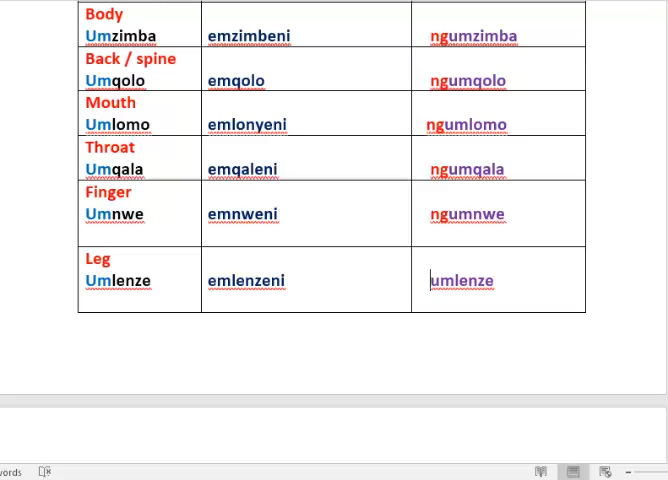 Body
Umzimba emzimbeni ngumzimba
Back / spine
Umqolo emqolo ngumqolo
Mouth
Umlomo emlonyeni ngumlomo
Throat
Umqala emqaleni ngumqala
Finger
Umnwe emnweni ngumnwe
Leg
Umlenze emlenzeni umlenze
words